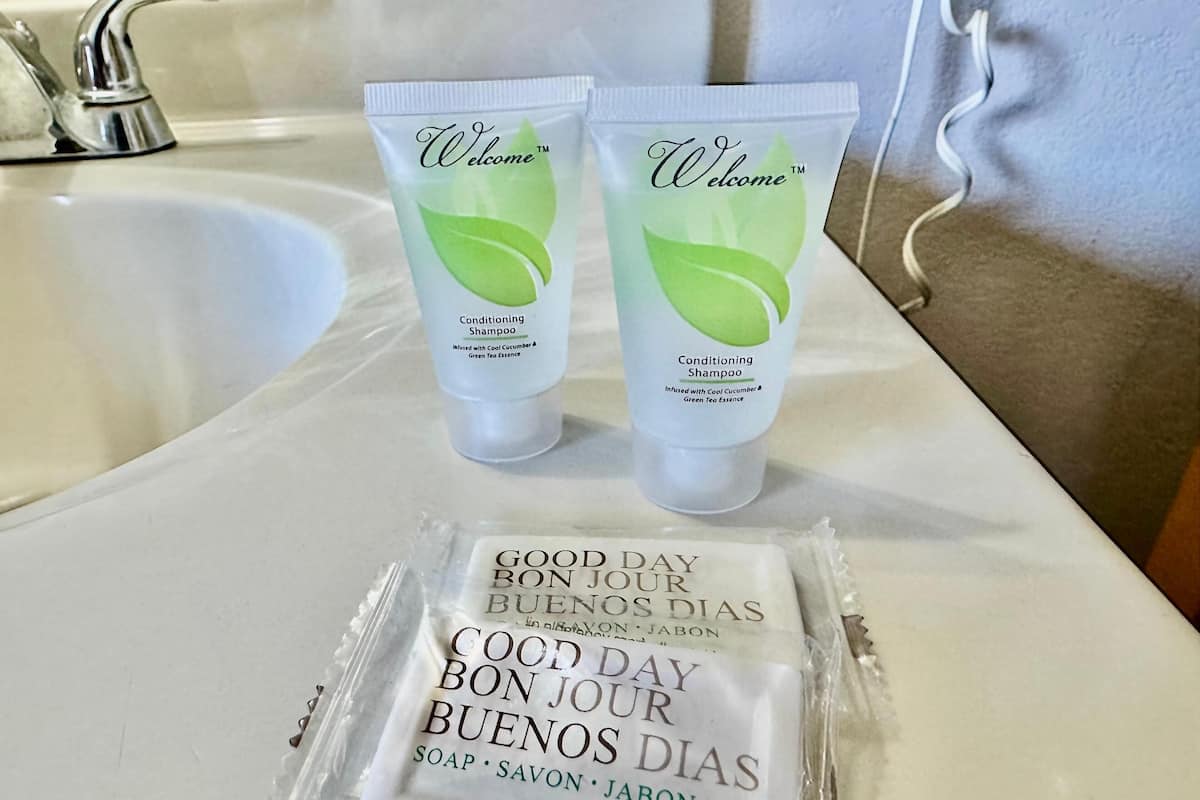 Welcome™
Conditioning
Shampoo
Infused with Cool Cucumber &
Green Tea Essence
Welcome™
Conditioning
Shampoo
Infused with Cool Cucumber &
Green Tea Essence
GOOD DAY
BON JOUR
BUENOS DIAS
SAVON · JABON
GOOD DAY
BON JOUR
BUENOS DIAS
SOAP · SAVON · JABON